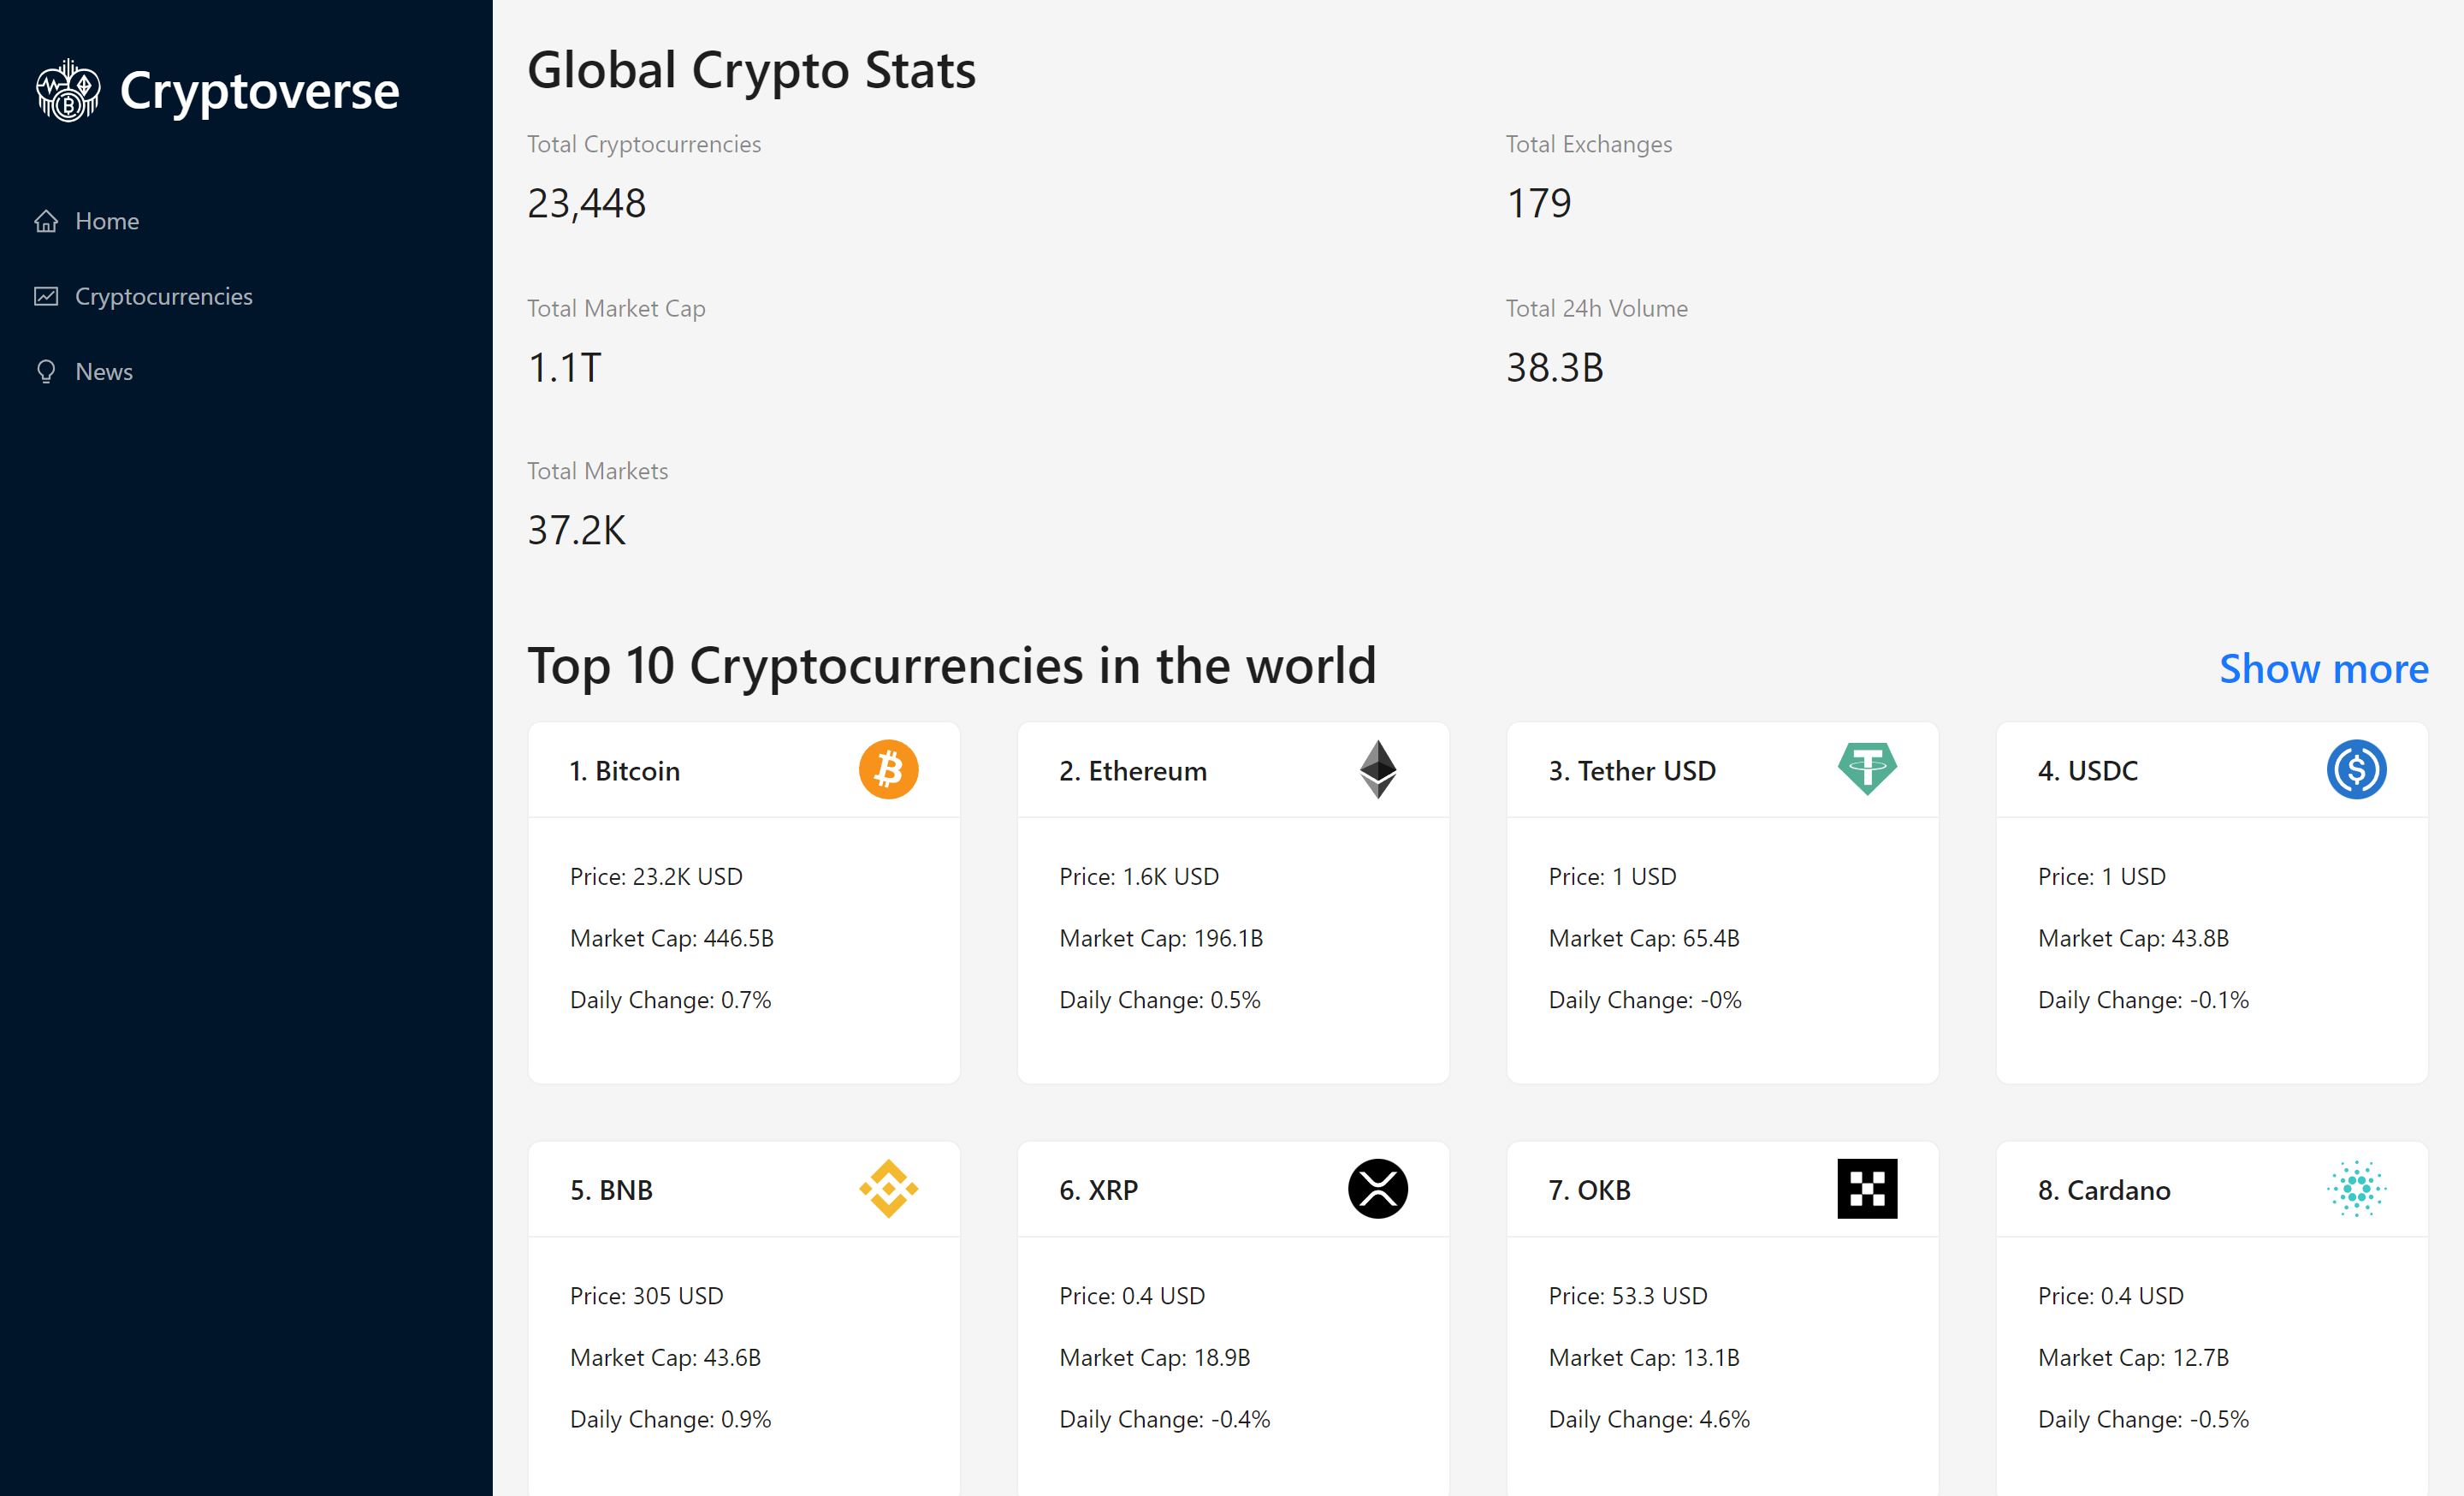 Cryptoverse
Home
Cryptocurrencies
News
Global Crypto Stats
Total Cryptocurrencies
23,448
Total Exchanges
179
Total Market Cap
1.1T
Total 24h Volume
38.3B
Total Markets
37.2K
Top 10 Cryptocurrencies in the world
Show more
1. Bitcoin
Price: 23.2K USD
Market Cap: 446.5B
Daily Change: 0.7%
2. Ethereum
Price: 1.6K USD
Market Cap: 196.1B
Daily Change: 0.5%
3. Tether USD
Price: 1 USD
Market Cap: 65.4B
Daily Change: -0%
4. USDC
Price: 1 USD
Market Cap: 43.8B
Daily Change: -0.1%
5. BNB
Price: 305 USD
Market Cap: 43.6B
Daily Change: 0.9%
6. XRP
Price: 0.4 USD
Market Cap: 18.9B
Daily Change: -0.4%
7. OKB
Price: 53.3 USD
Market Cap: 13.1B
Daily Change: 4.6%
8. Cardano
Price: 0.4 USD
Market Cap: 12.7B
Daily Change: -0.5%